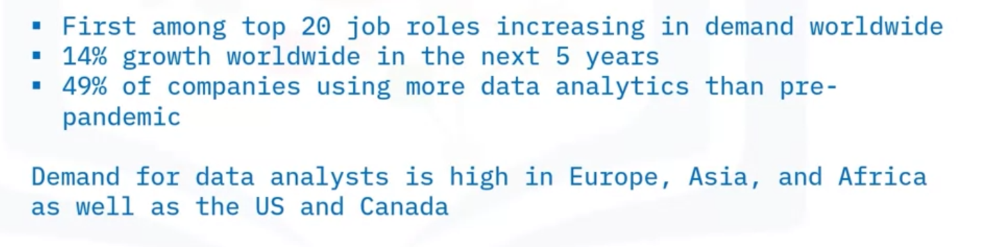 ▪ First among top 20 job roles increasing in demand worldwide
▪ 14% growth worldwide in the next 5 years
▪ 49% of companies using more data analytics than pre-
pandemic
Demand for data analysts is high in Europe, Asia, and Africa
as well as the US and Canada